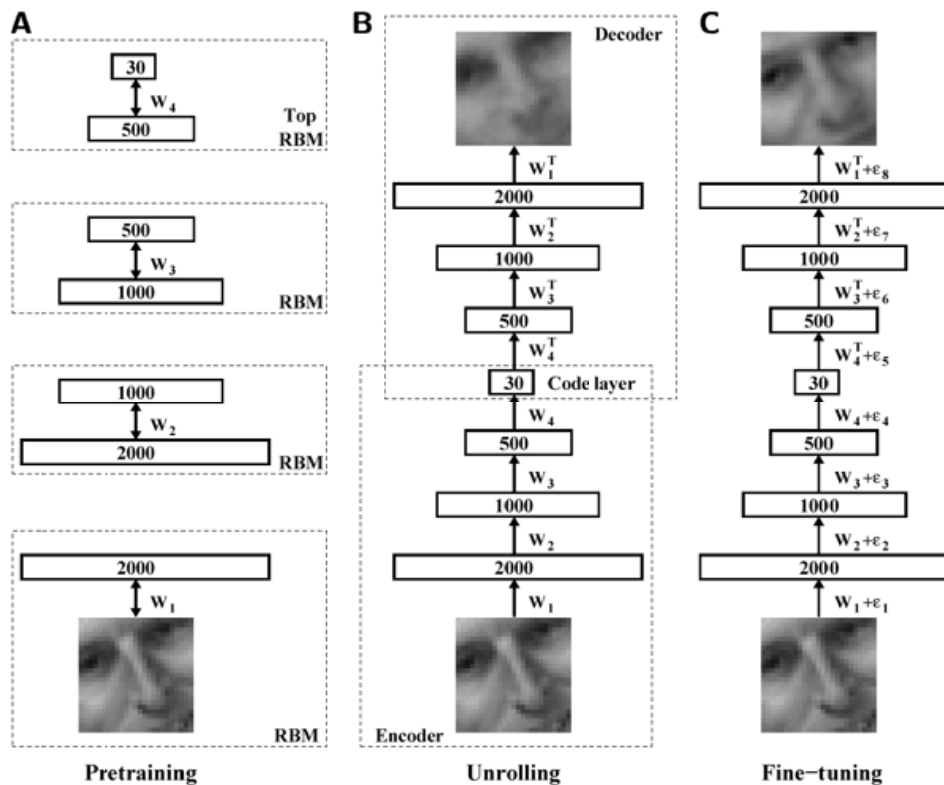 A
30
W₄
500
Top
RBM
500
W₃
1000
RBM
1000
W₂
2000
RBM
2000
W₁
RBM
Pretraining
B
Decoder
W₁ᵀ
2000
W₂ᵀ
1000
W₃ᵀ
500
W₄ᵀ
30
Code layer
W₄
500
W₃
1000
W₂
2000
W₁
Encoder
Unrolling
C
W₁ᵀ+ε₈
2000
W₂ᵀ+ε₇
1000
W₃ᵀ+ε₆
500
W₄ᵀ+ε₅
30
W₄+ε₄
500
W₃+ε₃
1000
W₂+ε₂
2000
W₁+ε₁
Fine-tuning